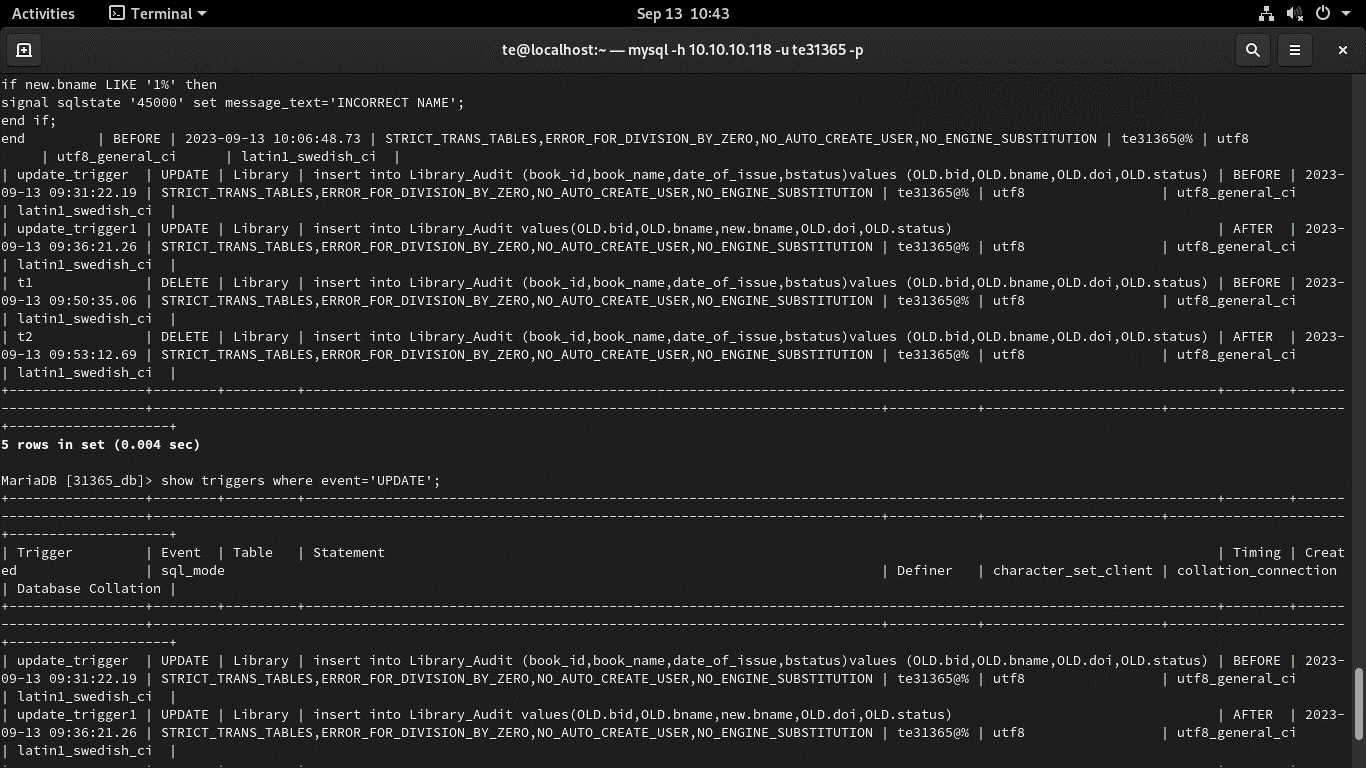 Activities Terminal Sep 13 10:43
te@localhost:~ — mysql -h 10.10.10.118 -u te31365 -p
if new.bname LIKE '1%' then
signal sqlstate '45000' set message_text='INCORRECT NAME';
end if;
end         | BEFORE | 2023-09-13 10:06:48.73 | STRICT_TRANS_TABLES,ERROR_FOR_DIVISION_BY_ZERO,NO_AUTO_CREATE_USER,NO_ENGINE_SUBSTITUTION | te31365@% | utf8
     | utf8_general_ci      | latin1_swedish_ci  |
| update_trigger  | UPDATE | Library | insert into Library_Audit (book_id,book_name,date_of_issue,bstatus)values (OLD.bid,OLD.bname,OLD.doi,OLD.status) | BEFORE | 2023-
09-13 09:31:22.19 | STRICT_TRANS_TABLES,ERROR_FOR_DIVISION_BY_ZERO,NO_AUTO_CREATE_USER,NO_ENGINE_SUBSTITUTION | te31365@% | utf8                 | utf8_general_ci
| latin1_swedish_ci  |
| update_trigger1 | UPDATE | Library | insert into Library_Audit values(OLD.bid,OLD.bname,new.bname,OLD.doi,OLD.status)                                 | AFTER  | 2023-
09-13 09:36:21.26 | STRICT_TRANS_TABLES,ERROR_FOR_DIVISION_BY_ZERO,NO_AUTO_CREATE_USER,NO_ENGINE_SUBSTITUTION | te31365@% | utf8                 | utf8_general_ci
| latin1_swedish_ci  |
| t1              | DELETE | Library | insert into Library_Audit (book_id,book_name,date_of_issue,bstatus)values (OLD.bid,OLD.bname,OLD.doi,OLD.status) | BEFORE | 2023-
09-13 09:50:35.06 | STRICT_TRANS_TABLES,ERROR_FOR_DIVISION_BY_ZERO,NO_AUTO_CREATE_USER,NO_ENGINE_SUBSTITUTION | te31365@% | utf8                 | utf8_general_ci
| latin1_swedish_ci  |
| t2              | DELETE | Library | insert into Library_Audit (book_id,book_name,date_of_issue,bstatus)values (OLD.bid,OLD.bname,OLD.doi,OLD.status) | AFTER  | 2023-
09-13 09:53:12.69 | STRICT_TRANS_TABLES,ERROR_FOR_DIVISION_BY_ZERO,NO_AUTO_CREATE_USER,NO_ENGINE_SUBSTITUTION | te31365@% | utf8                 | utf8_general_ci
| latin1_swedish_ci  |
5 rows in set (0.004 sec)
MariaDB [31365_db]> show triggers where event='UPDATE';
| Trigger         | Event  | Table   | Statement                                                                                                        | Timing | Creat
ed                | sql_mode                                                                                  | Definer   | character_set_client | collation_connection
| Database Collation |
| update_trigger  | UPDATE | Library | insert into Library_Audit (book_id,book_name,date_of_issue,bstatus)values (OLD.bid,OLD.bname,OLD.doi,OLD.status) | BEFORE | 2023-
09-13 09:31:22.19 | STRICT_TRANS_TABLES,ERROR_FOR_DIVISION_BY_ZERO,NO_AUTO_CREATE_USER,NO_ENGINE_SUBSTITUTION | te31365@% | utf8                 | utf8_general_ci
| latin1_swedish_ci  |
| update_trigger1 | UPDATE | Library | insert into Library_Audit values(OLD.bid,OLD.bname,new.bname,OLD.doi,OLD.status)                                 | AFTER  | 2023-
09-13 09:36:21.26 | STRICT_TRANS_TABLES,ERROR_FOR_DIVISION_BY_ZERO,NO_AUTO_CREATE_USER,NO_ENGINE_SUBSTITUTION | te31365@% | utf8                 | utf8_general_ci
| latin1_swedish_ci  |